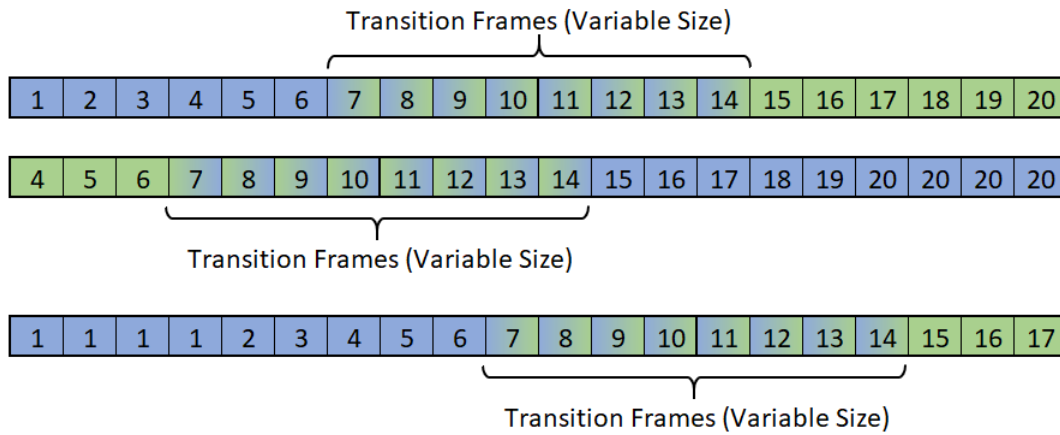 Transition Frames (Variable Size)
1 2 3 4 5 6 7 8 9 10 11 12 13 14 15 16 17 18 19 20
4 5 6 7 8 9 10 11 12 13 14 15 16 17 18 19 20 20 20 20
Transition Frames (Variable Size)
1 1 1 1 2 3 4 5 6 7 8 9 10 11 12 13 14 15 16 17
Transition Frames (Variable Size)